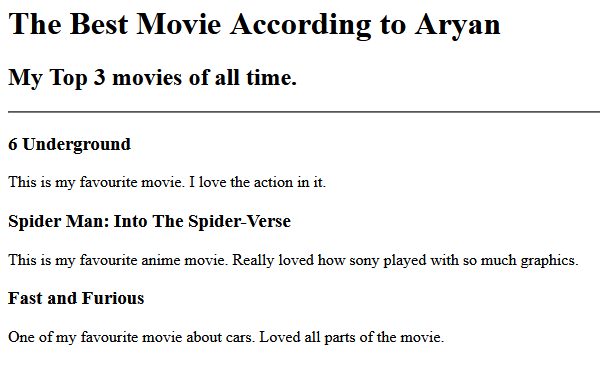 The Best Movie According to Aryan
My Top 3 movies of all time.
6 Underground
This is my favourite movie. I love the action in it.
Spider Man: Into The Spider-Verse
This is my favourite anime movie. Really loved how sony played with so much graphics.
Fast and Furious
One of my favourite movie about cars. Loved all parts of the movie.